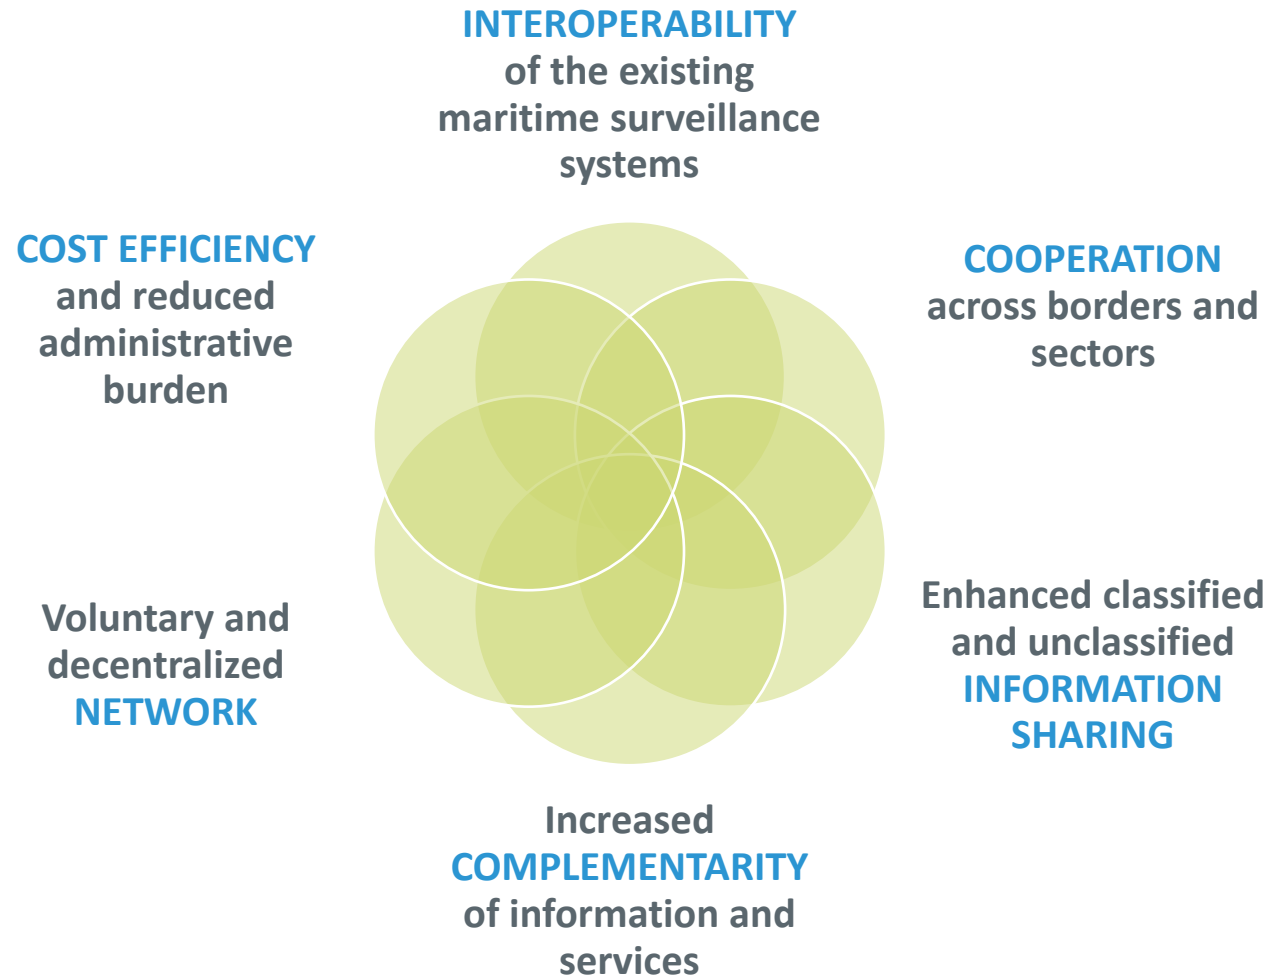 INTEROPERABILITY
of the existing
maritime surveillance
systems
COST EFFICIENCY
and reduced
administrative
burden
COOPERATION
across borders and
sectors
Voluntary and
decentralized
NETWORK
Enhanced classified
and unclassified
INFORMATION
SHARING
Increased
COMPLEMENTARITY
of information and
services